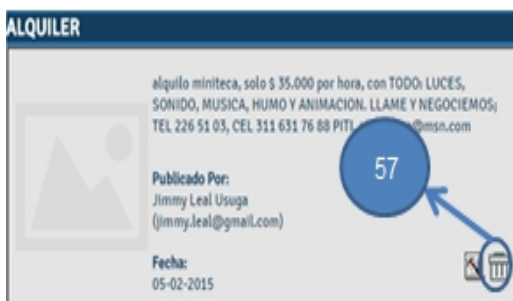 ALQUILER
alquilo miniteca, solo $ 35.000 por hora, con TODO: LUCES,
SONIDO, MUSICA, HUMO Y ANIMACION. LLAME Y NEGOCIEMOS;
TEL 226 51 03, CEL 311 631 76 88 PITI @msn.com
57
Publicado Por:
Jimmy Leal Usuga
(jimmy.leal@gmail.com)
Fecha:
05-02-2015